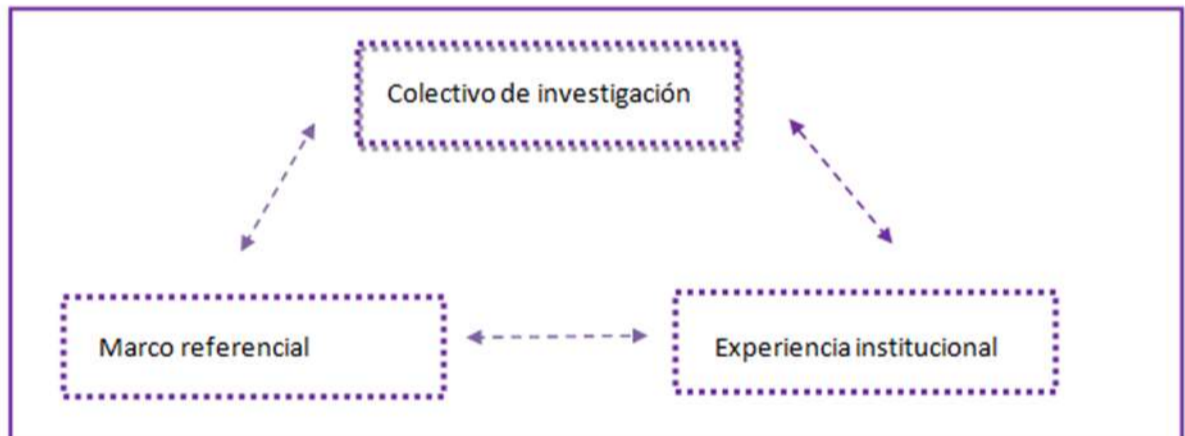 Colectivo de investigación
Marco referencial
Experiencia institucional